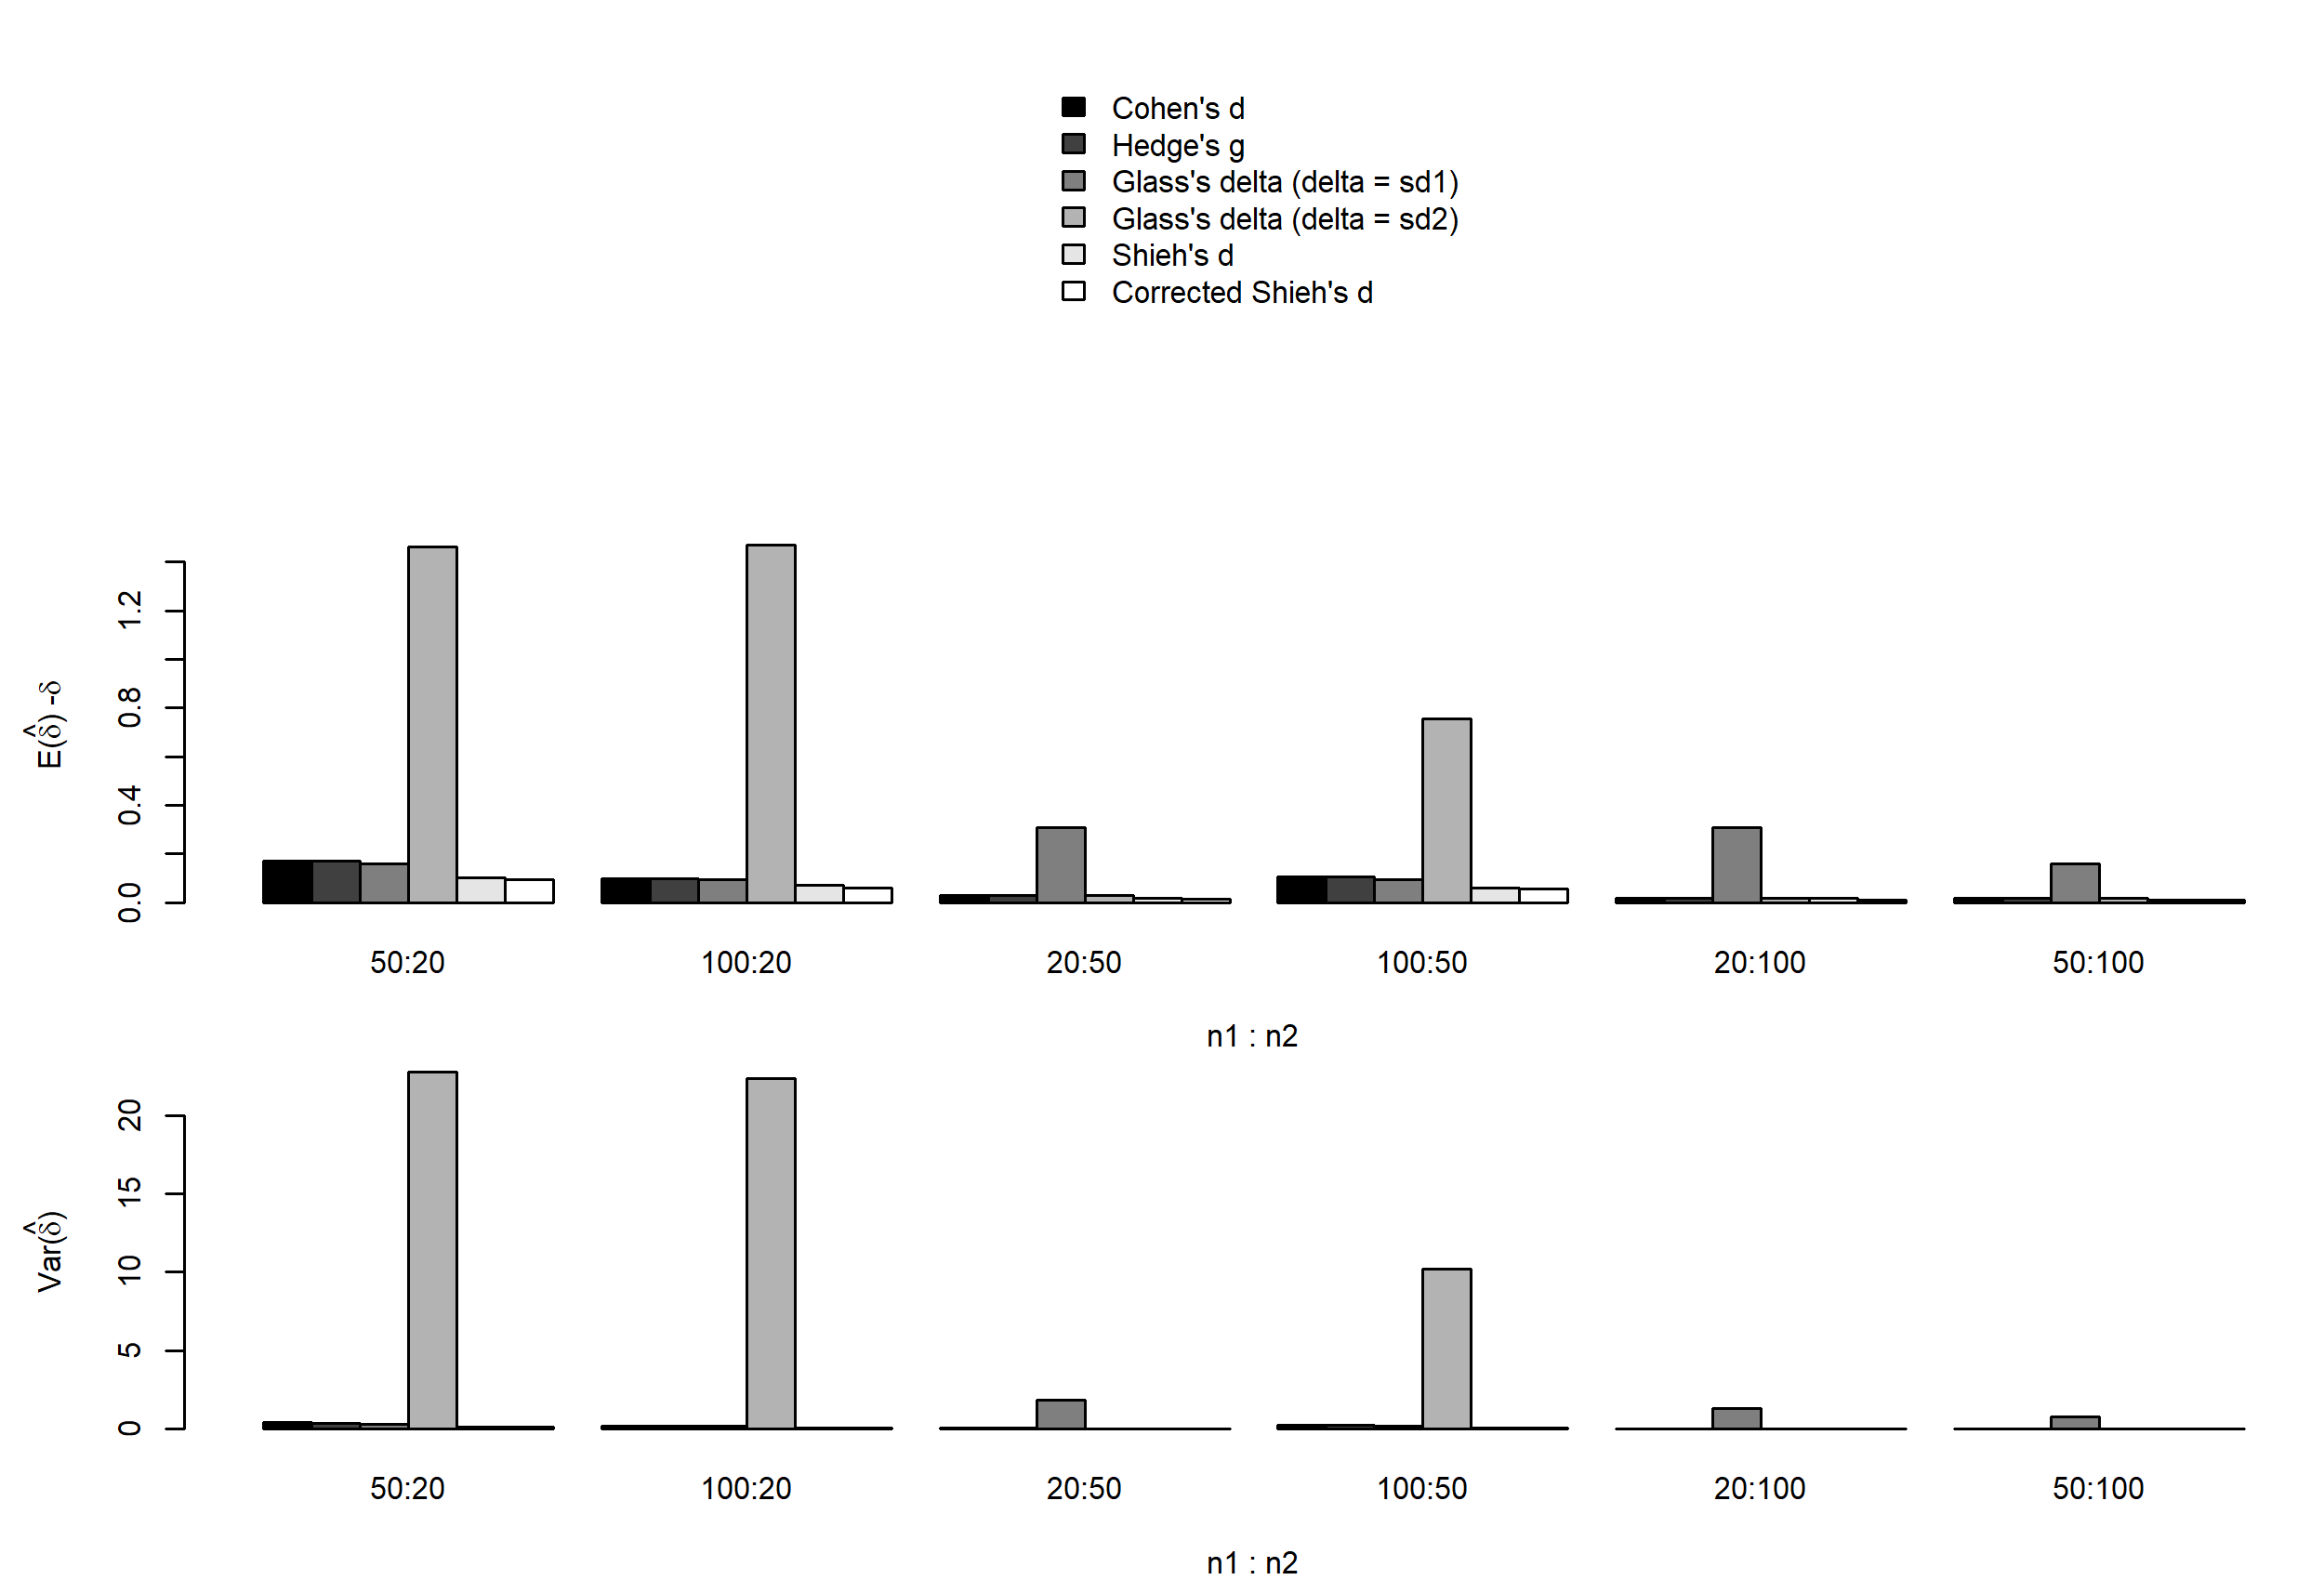 Cohen's d
Hedge's g
Glass's delta (delta = sd1)
Glass's delta (delta = sd2)
Shieh's d
Corrected Shieh's d
E(δ̂) -δ
1.2
0.8
0.4
0.0
50:20 100:20 20:50 100:50 20:100 50:100
n1 : n2
Var(δ̂)
20
15
10
5
0
50:20 100:20 20:50 100:50 20:100 50:100
n1 : n2